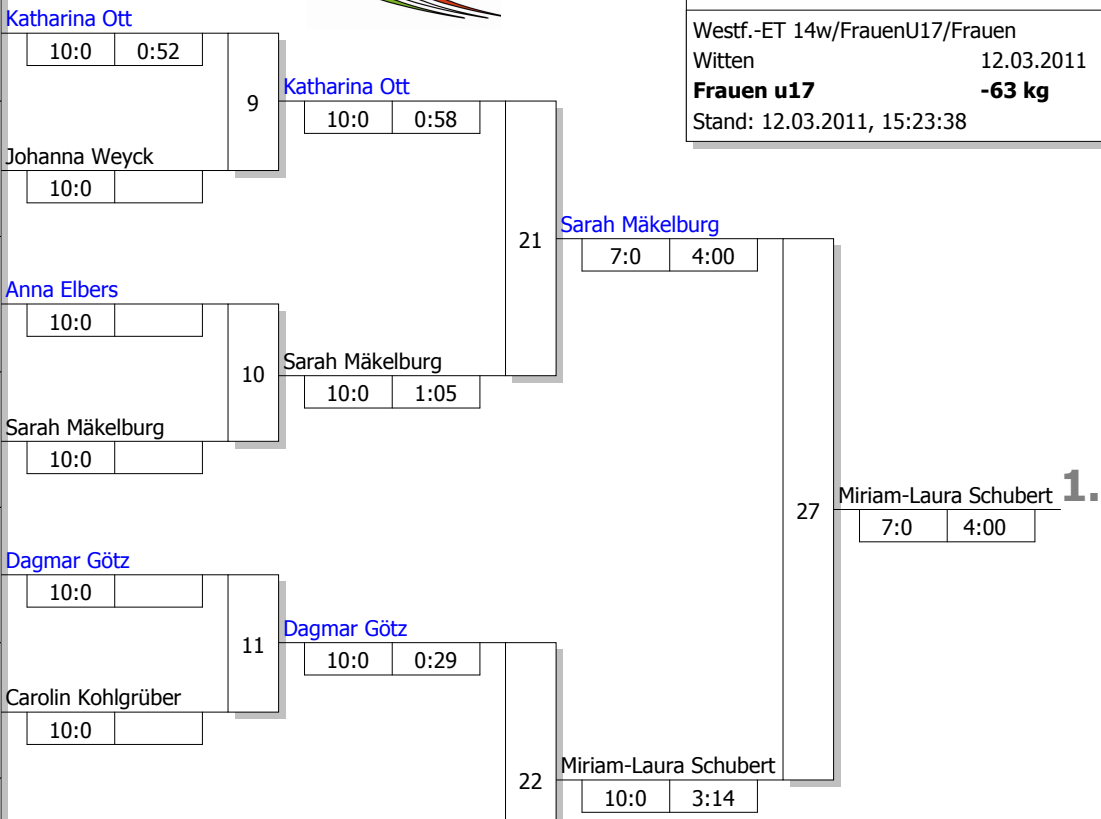 Katharina Ott
10:0 0:52
Westf.-ET 14w/FrauenU17/Frauen
Witten 12.03.2011
Frauen u17 -63 kg
Stand: 12.03.2011, 15:23:38
9
Katharina Ott
10:0 0:58
Johanna Weyck
10:0
21
Sarah Mäkelburg
7:0 4:00
Anna Elbers
10:0
10
Sarah Mäkelburg
10:0 1:05
Sarah Mäkelburg
10:0
27
Miriam-Laura Schubert 1.
7:0 4:00
Dagmar Götz
10:0
11
Dagmar Götz
10:0 0:29
Carolin Kohlgrüber
10:0
22
Miriam-Laura Schubert
10:0 3:14